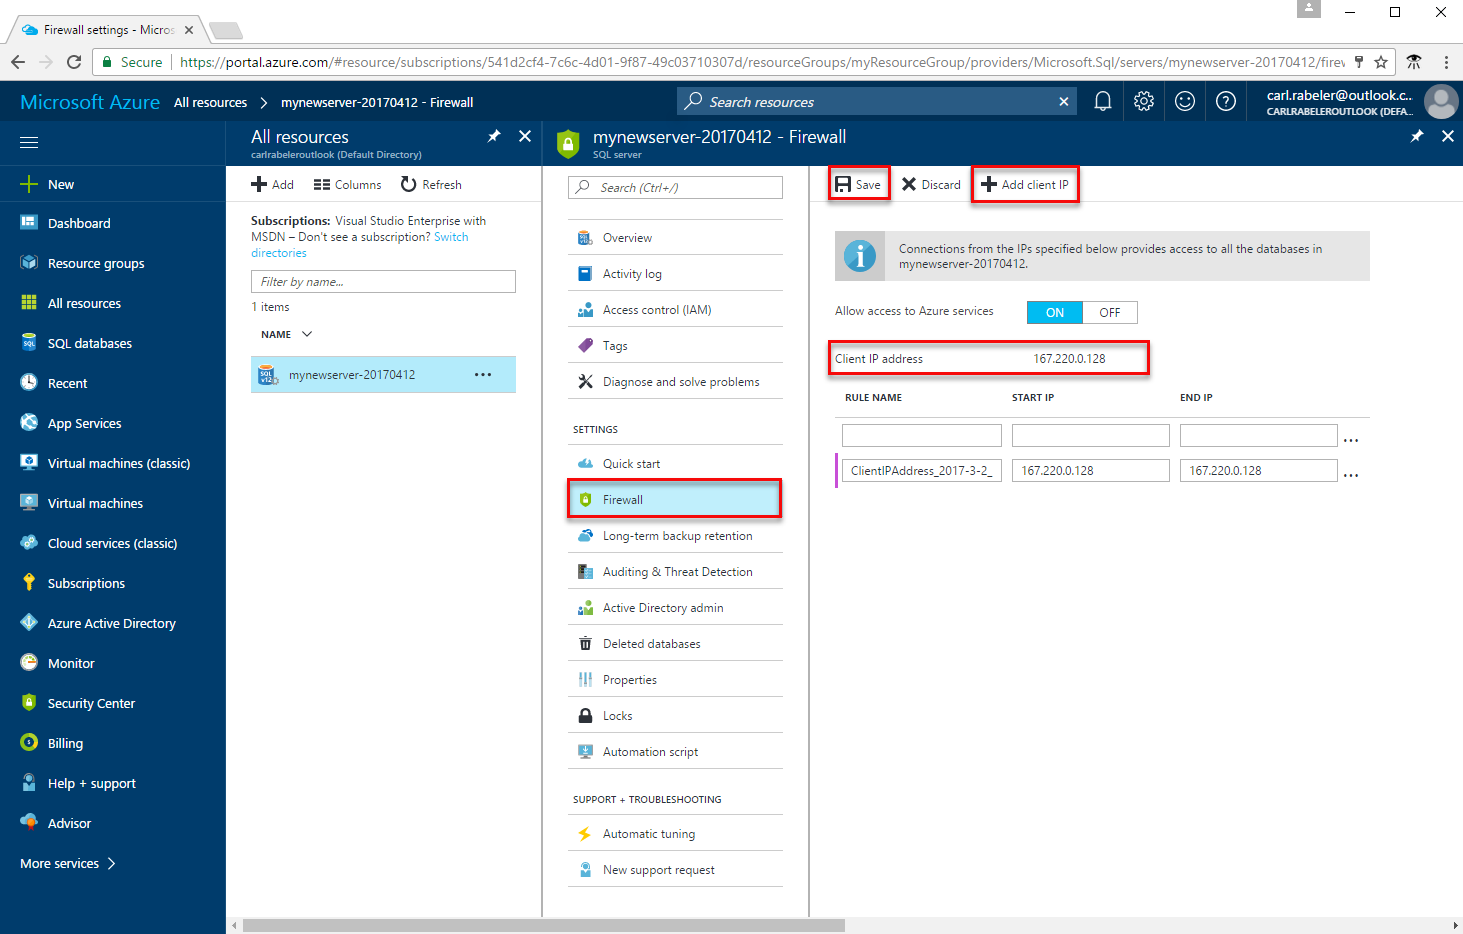 Firewall settings - Micros
Secure
https://portal.azure.com/#resource/subscriptions/541d2cf4-7c6c-4d01-9f87-49c03710307d/resourceGroups/myResourceGroup/providers/Microsoft.Sql/servers/mynewserver-20170412/firew
Microsoft Azure
All resources
mynewserver-20170412 - Firewall
Search resources
carl.rabeler@outlook.c...
CARLRABELEROUTLOOK (DEFA...
New
Dashboard
Resource groups
All resources
SQL databases
Recent
App Services
Virtual machines (classic)
Virtual machines
Cloud services (classic)
Subscriptions
Azure Active Directory
Monitor
Security Center
Billing
Help + support
Advisor
More services
All resources
carlrabeleroutlook (Default Directory)
Add
Columns
Refresh
Subscriptions: Visual Studio Enterprise with
MSDN – Don't see a subscription? Switch
directories
Filter by name...
1 items
NAME
SQL
v12
mynewserver-20170412
...
mynewserver-20170412 - Firewall
SQL server
Search (Ctrl+/)
Overview
Activity log
Access control (IAM)
Tags
Diagnose and solve problems
SETTINGS
Quick start
Firewall
Long-term backup retention
Auditing & Threat Detection
Active Directory admin
Deleted databases
Properties
Locks
Automation script
SUPPORT + TROUBLESHOOTING
Automatic tuning
New support request
Save
Discard
Add client IP
Connections from the IPs specified below provides access to all the databases in
mynewserver-20170412.
Allow access to Azure services
ON
OFF
Client IP address
167.220.0.128
RULE NAME
START IP
END IP
...
ClientIPAddress_2017-3-2_
167.220.0.128
167.220.0.128
...